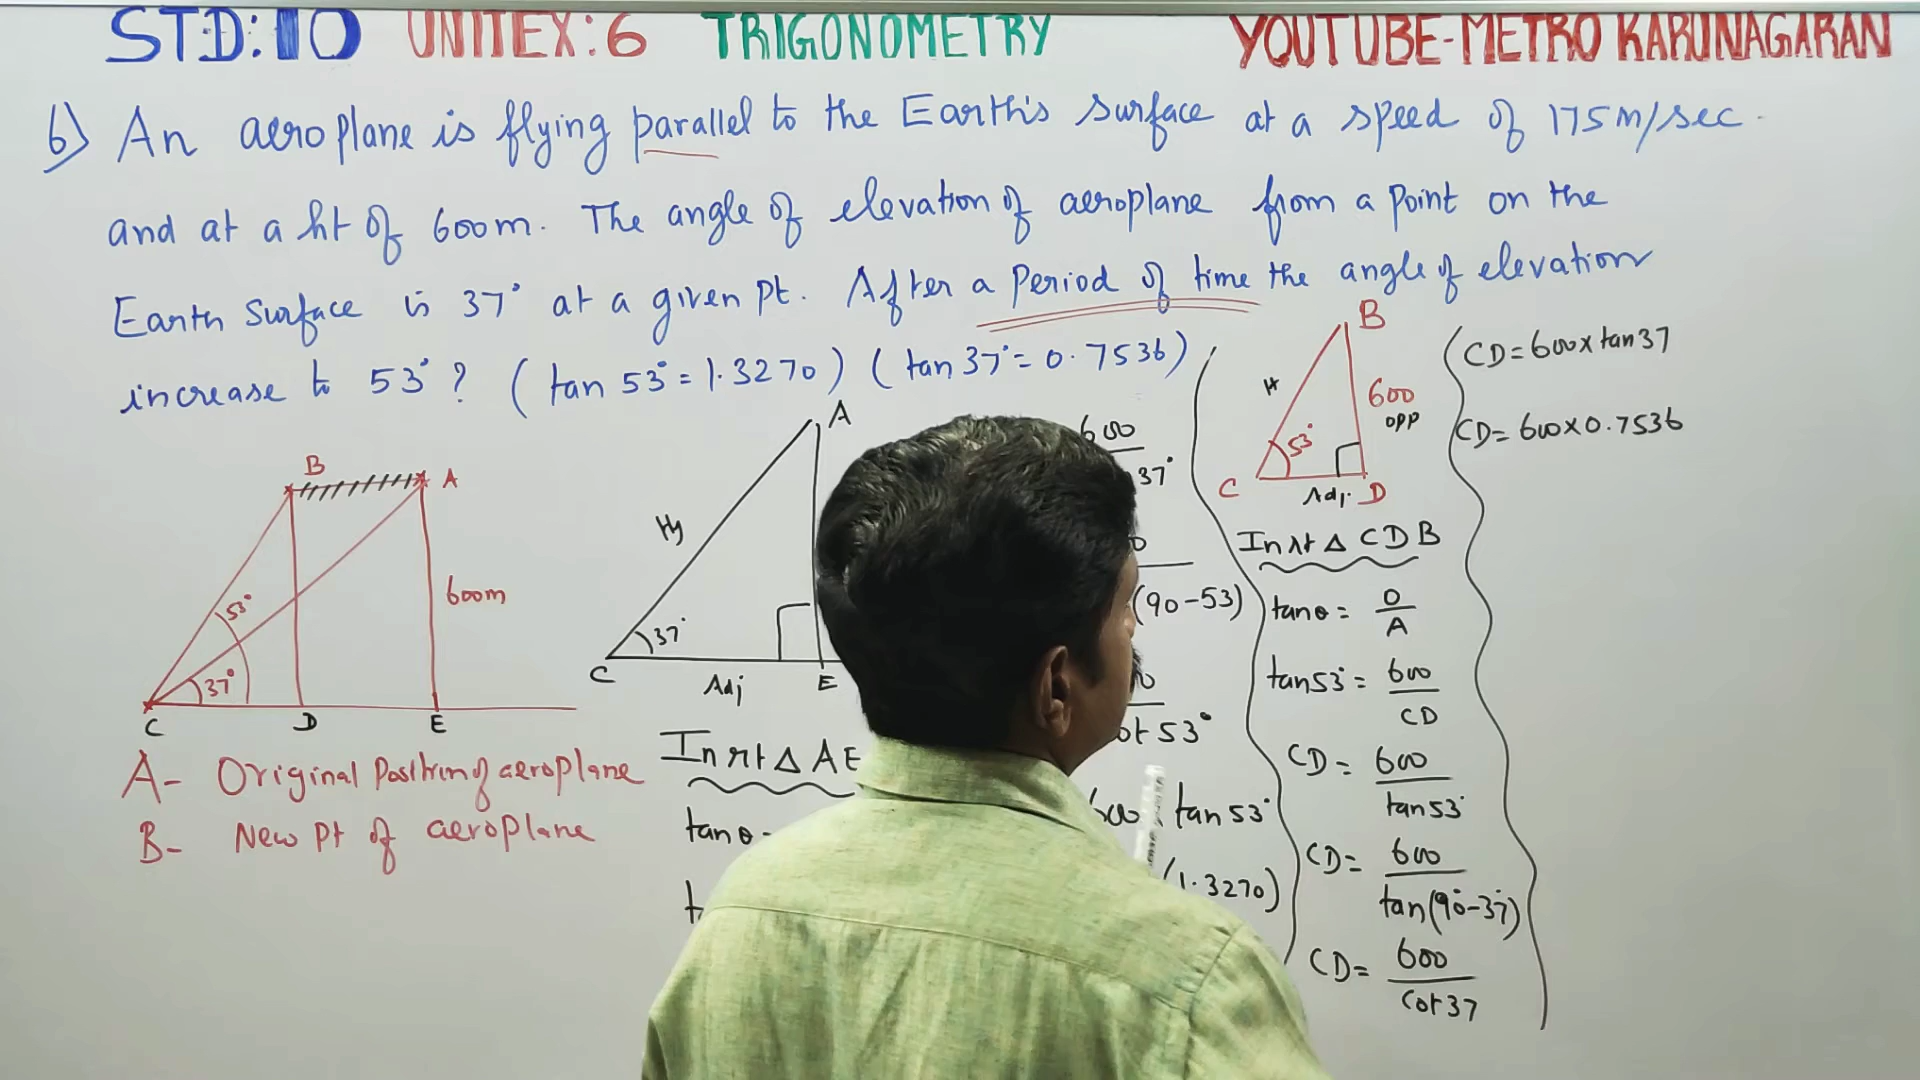 STD:10 UNITEX:6 TRIGONOMETRY YOUTUBE-METRO KARUNAGARAN
6) An aeroplane is flying parallel to the Earth's surface at a speed of 175m/sec.
and at a ht of 600m. The angle of elevation of aeroplane from a point on the
Earth Surface is 37° at a given pt. After a Period of time the angle of elevation
increase to 53°? (tan 53° = 1.3270) (tan 37° = 0.7536)
B A
600m
53°
37°
C D E
A- Original Position of aeroplane
B- New Pt of aeroplane
A
Hy
37°
C Adj E
In rt Δ AE
tan θ
600
37°
(90-53)
cot 53°
600 tan 53°
(1.3270)
B
H
600
opp
53°
C Adj. D
In rt Δ CDB
tan θ = O/A
tan 53° = 600/CD
CD = 600/tan 53°
CD = 600/tan(90°-37°)
CD = 600/cot 37
CD = 600 x tan 37
CD = 600 x 0.7536